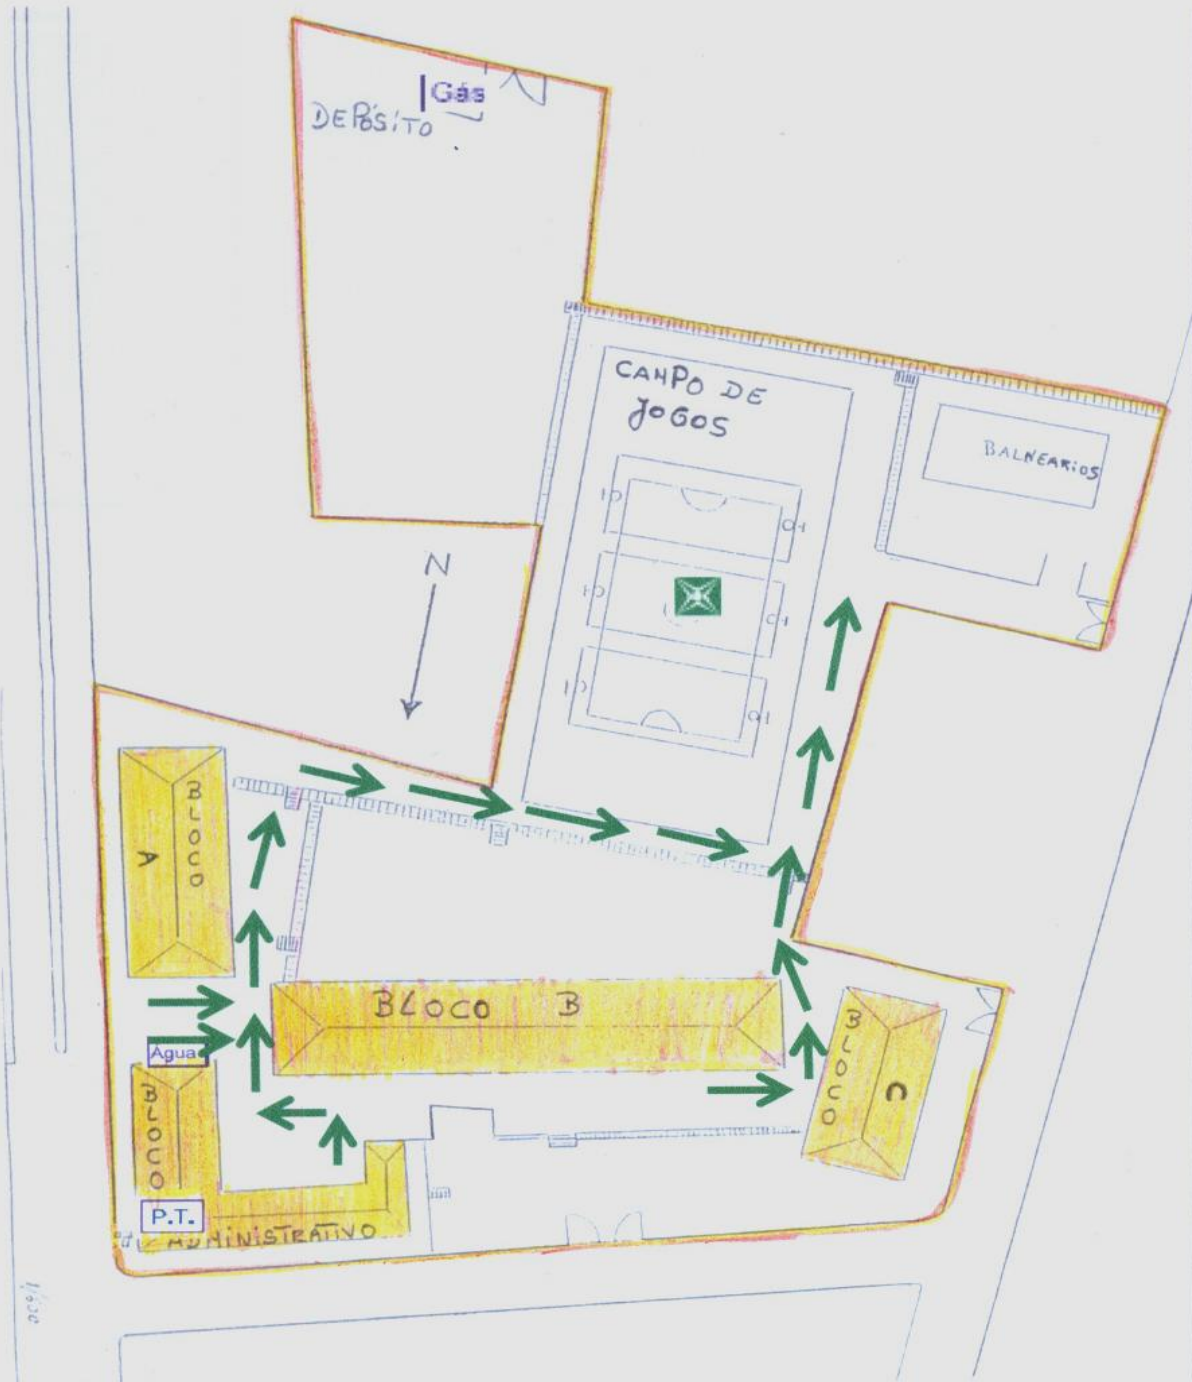 Gás
DEPÓSITO
CAMPO DE
JOGOS
BALNEARIOS
N
BLOCO
A
BLOCO B
BLOCO
C
Agua
BLOCO
P.T.
ADMINISTRATIVO